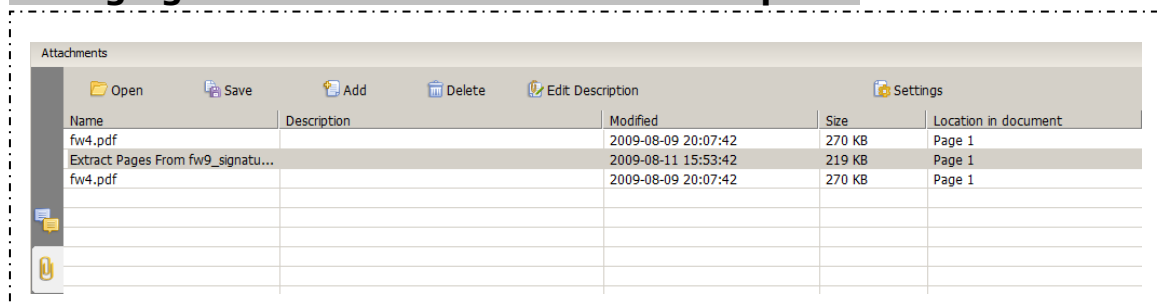 Attachments
Open Save Add Delete Edit Description Settings
Name Description Modified Size Location in document
fw4.pdf 2009-08-09 20:07:42 270 KB Page 1
Extract Pages From fw9_signatu... 2009-08-11 15:53:42 219 KB Page 1
fw4.pdf 2009-08-09 20:07:42 270 KB Page 1